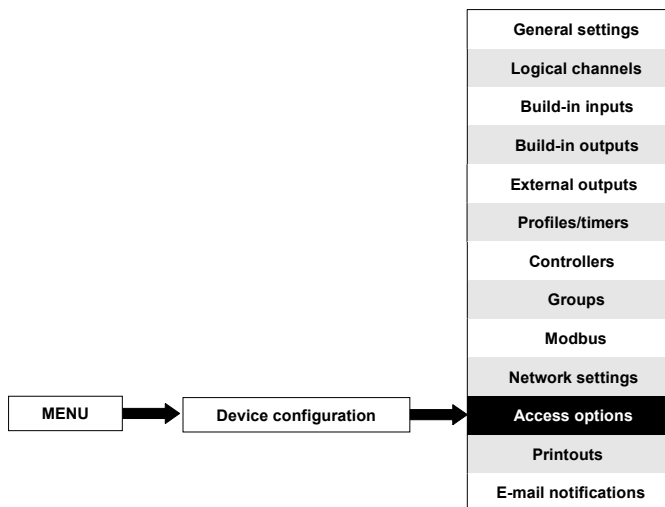 General settings
Logical channels
Build-in inputs
Build-in outputs
External outputs
Profiles/timers
Controllers
Groups
Modbus
Network settings
MENU
Device configuration
Access options
Printouts
E-mail notifications